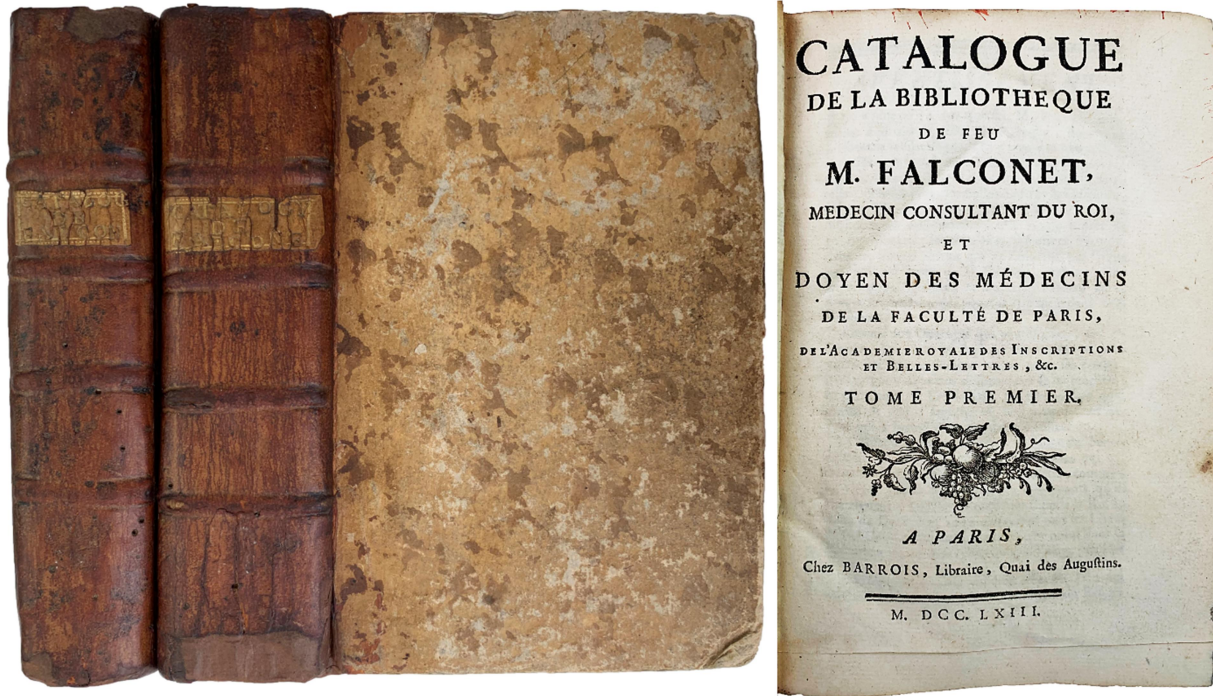 CATALOGUE
DE LA BIBLIOTHEQUE
DE FEU
M. FALCONET,
MEDECIN CONSULTANT DU ROI,
ET
DOYEN DES MÉDECINS
DE LA FACULTÉ DE PARIS,
DE L'ACADEMIE ROYALE DES INSCRIPTIONS
ET BELLES-LETTRES, &c.
TOME PREMIER.
A PARIS,
Chez BARROIS, Libraire, Quai des Auguſtins.
M. DCC. LXIII.